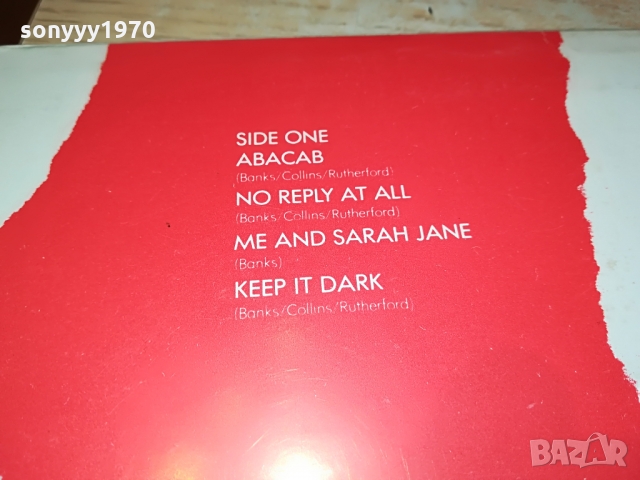 sonyyy1970
SIDE ONE
ABACAB
(Banks/Collins/Rutherford)
NO REPLY AT ALL
(Banks/Collins/Rutherford)
ME AND SARAH JANE
(Banks)
KEEP IT DARK
(Banks/Collins/Rutherford)
BAZAR